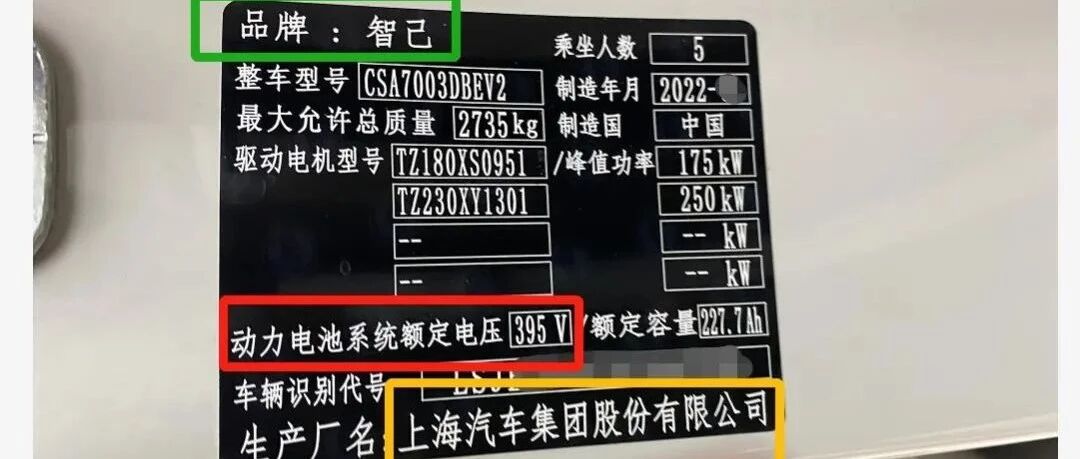 品牌 : 智己
乘坐人数 5
整车型号 CSA7003DBEV2 制造年月 2022-
最大允许总质量 2735kg 制造国 中国
驱动电机型号 TZ180XS0951 /峰值功率 175kW
TZ230XY1301 250kW
-- -- kW
-- -- kW
动力电池系统额定电压 395 V /额定容量 227.7Ah
车辆识别代号
生产厂名: 上海汽车集团股份有限公司